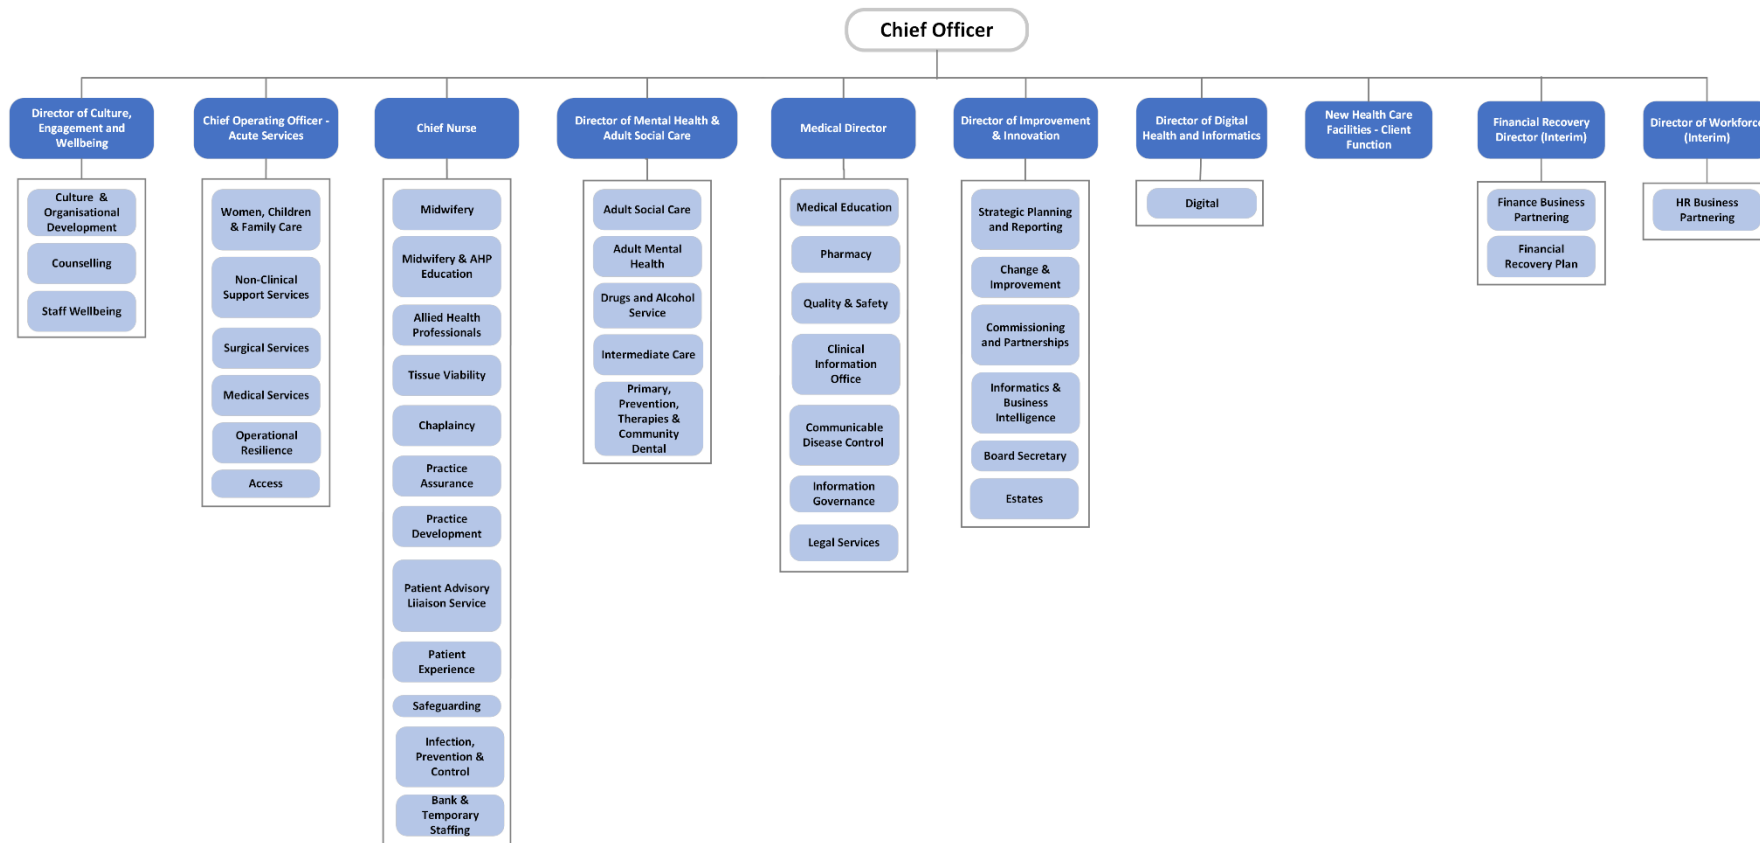 Chief Officer
Director of Culture,
Engagement and
Wellbeing
Culture &
Organisational
Development
Counselling
Staff Wellbeing
Chief Operating Officer -
Acute Services
Women, Children
& Family Care
Non-Clinical
Support Services
Surgical Services
Medical Services
Operational
Resilience
Access
Chief Nurse
Midwifery
Midwifery & AHP
Education
Allied Health
Professionals
Tissue Viability
Chaplaincy
Practice
Assurance
Practice
Development
Patient Advisory
Liiaison Service
Patient
Experience
Safeguarding
Infection,
Prevention &
Control
Bank &
Temporary
Staffing
Director of Mental Health &
Adult Social Care
Adult Social Care
Adult Mental
Health
Drugs and Alcohol
Service
Intermediate Care
Primary,
Prevention,
Therapies &
Community
Dental
Medical Director
Medical Education
Pharmacy
Quality & Safety
Clinical
Information
Office
Communicable
Disease Control
Information
Governance
Legal Services
Director of Improvement
& Innovation
Strategic Planning
and Reporting
Change &
Improvement
Commissioning
and Partnerships
Informatics &
Business
Intelligence
Board Secretary
Estates
Director of Digital
Health and Informatics
Digital
New Health Care
Facilities - Client
Function
Financial Recovery
Director (Interim)
Finance Business
Partnering
Financial
Recovery Plan
Director of Workforc
(Interim)
HR Business
Partnering